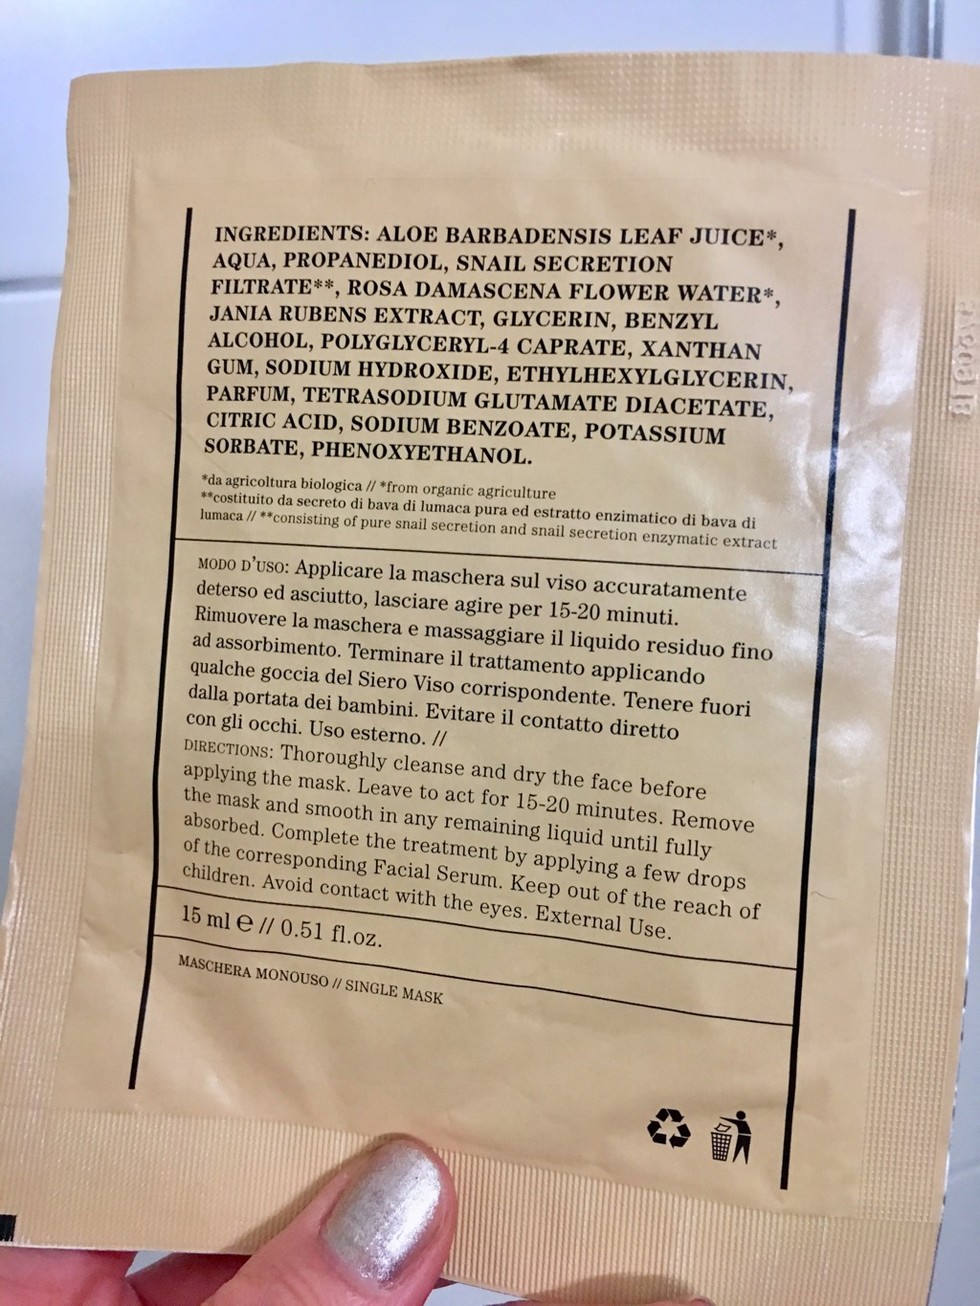 INGREDIENTS: ALOE BARBADENSIS LEAF JUICE*,
AQUA, PROPANEDIOL, SNAIL SECRETION
FILTRATE**, ROSA DAMASCENA FLOWER WATER*,
JANIA RUBENS EXTRACT, GLYCERIN, BENZYL
ALCOHOL, POLYGLYCERYL-4 CAPRATE, XANTHAN
GUM, SODIUM HYDROXIDE, ETHYLHEXYLGLYCERIN,
PARFUM, TETRASODIUM GLUTAMATE DIACETATE,
CITRIC ACID, SODIUM BENZOATE, POTASSIUM
SORBATE, PHENOXYETHANOL.
*da agricoltura biologica // *from organic agriculture
**costituito da secreto di bava di lumaca pura ed estratto enzimatico di bava di
lumaca // **consisting of pure snail secretion and snail secretion enzymatic extract
MODO D'USO: Applicare la maschera sul viso accuratamente
deterso ed asciutto, lasciare agire per 15-20 minuti.
Rimuovere la maschera e massaggiare il liquido residuo fino
ad assorbimento. Terminare il trattamento applicando
qualche goccia del Siero Viso corrispondente. Tenere fuori
dalla portata dei bambini. Evitare il contatto diretto
con gli occhi. Uso esterno. //
DIRECTIONS: Thoroughly cleanse and dry the face before
applying the mask. Leave to act for 15-20 minutes. Remove
the mask and smooth in any remaining liquid until fully
absorbed. Complete the treatment by applying a few drops
of the corresponding Facial Serum. Keep out of the reach of
children. Avoid contact with the eyes. External Use.
15 ml ℮ // 0.51 fl.oz.
MASCHERA MONOUSO // SINGLE MASK